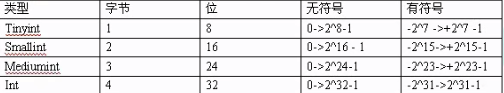 类型 字节 位 无符号 有符号
Tinyint 1 8 0->2^8-1 -2^7 ->+2^7 -1
Smallint 2 16 0->2^16 - 1 -2^15->+2^15-1
Mediumint 3 24 0->2^24-1 -2^23->+2^23-1
Int 4 32 0->2^32-1 -2^31->2^31-1